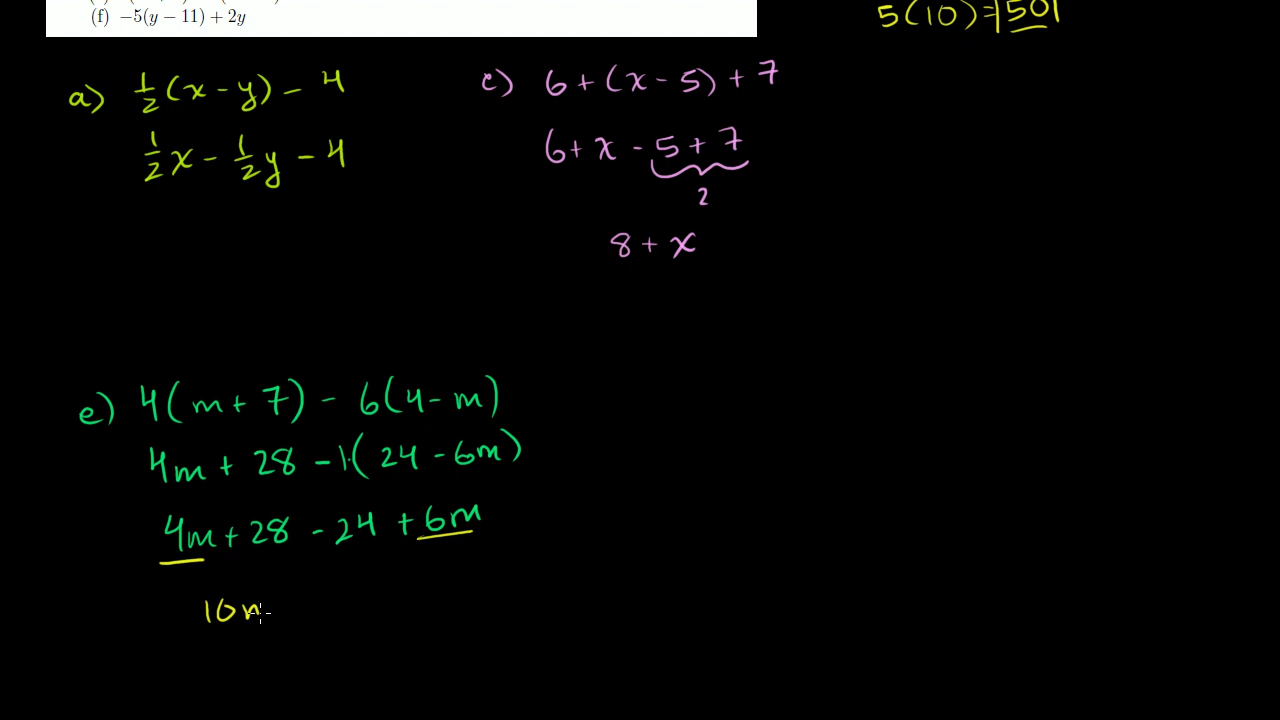 (f) −5(y − 11) + 2y
5(10) = 50
a) 1/2(x - y) - 4
1/2x - 1/2y - 4
c) 6 + (x - 5) + 7
6 + x - 5 + 7
2
8 + x
e) 4(m + 7) - 6(4 - m)
4m + 28 - 1·(24 - 6m)
4m + 28 - 24 + 6m
10m